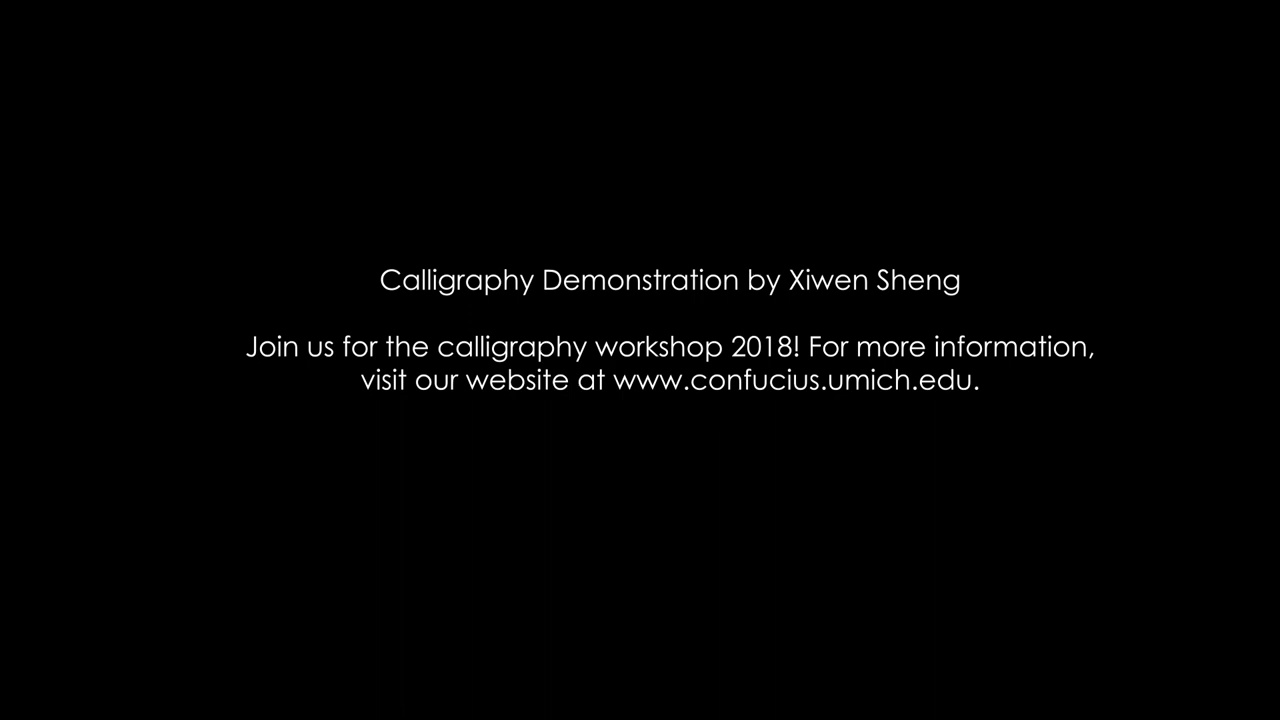 Calligraphy Demonstration by Xiwen Sheng
Join us for the calligraphy workshop 2018! For more information,
visit our website at www.confucius.umich.edu.